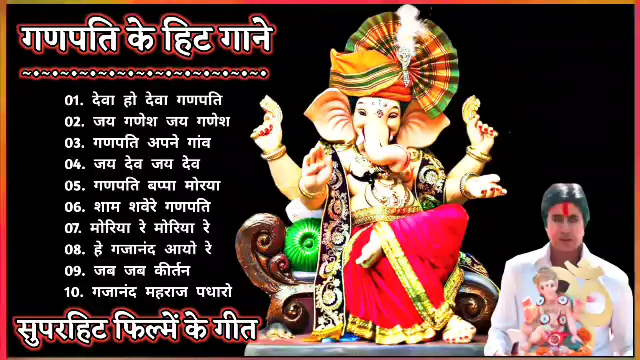 गणपति के हिट गाने
01. देवा हो देवा गणपति
02. जय गणेश जय गणेश
03. गणपति अपने गांव
04. जय देव जय देव
05. गणपति बप्पा मोरया
06. शाम शवेरे गणपति
07. मोरिया रे मोरिया रे
08. हे गजानंद आयो रे
09. जब जब कीर्तन
10. गजानंद महराज पधारो
सुपरहिट फिल्में के गीत